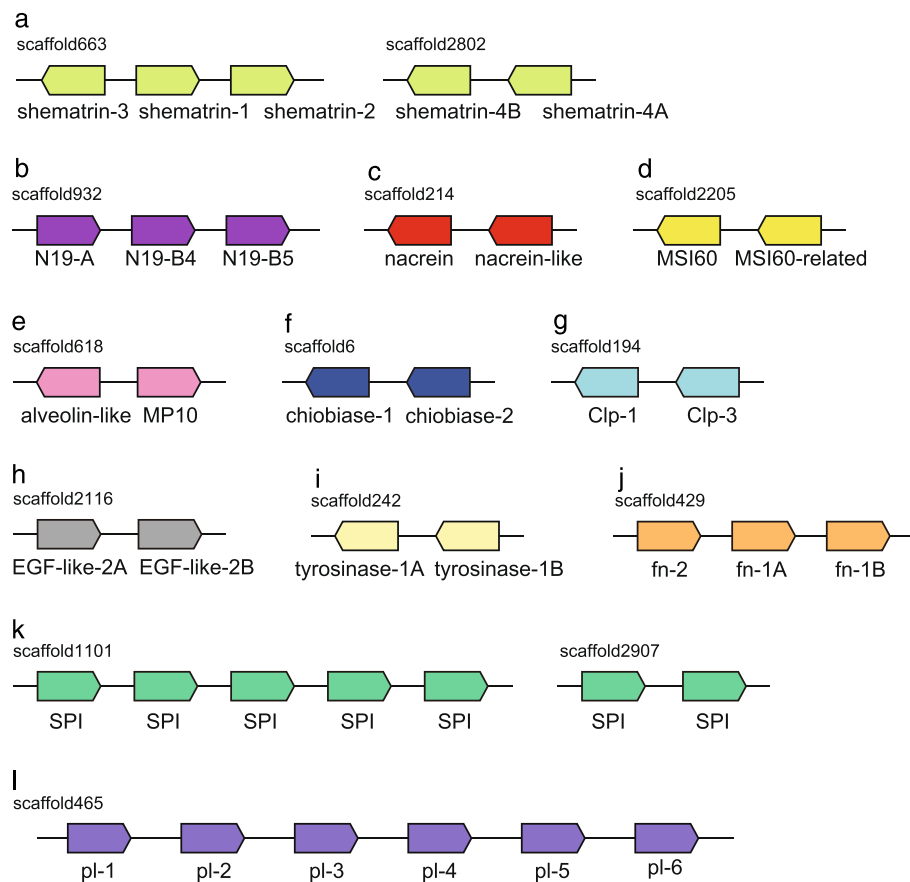 a
scaffold663 scaffold2802
shematrin-3 shematrin-1 shematrin-2 shematrin-4B shematrin-4A
b c d
scaffold932 scaffold214 scaffold2205
N19-A N19-B4 N19-B5 nacrein nacrein-like MSI60 MSI60-related
e f g
scaffold618 scaffold6 scaffold194
alveolin-like MP10 chiobiase-1 chiobiase-2 Clp-1 Clp-3
h i j
scaffold2116 scaffold242 scaffold429
EGF-like-2A EGF-like-2B tyrosinase-1A tyrosinase-1B fn-2 fn-1A fn-1B
k
scaffold1101 scaffold2907
SPI SPI SPI SPI SPI SPI SPI
l
scaffold465
pl-1 pl-2 pl-3 pl-4 pl-5 pl-6